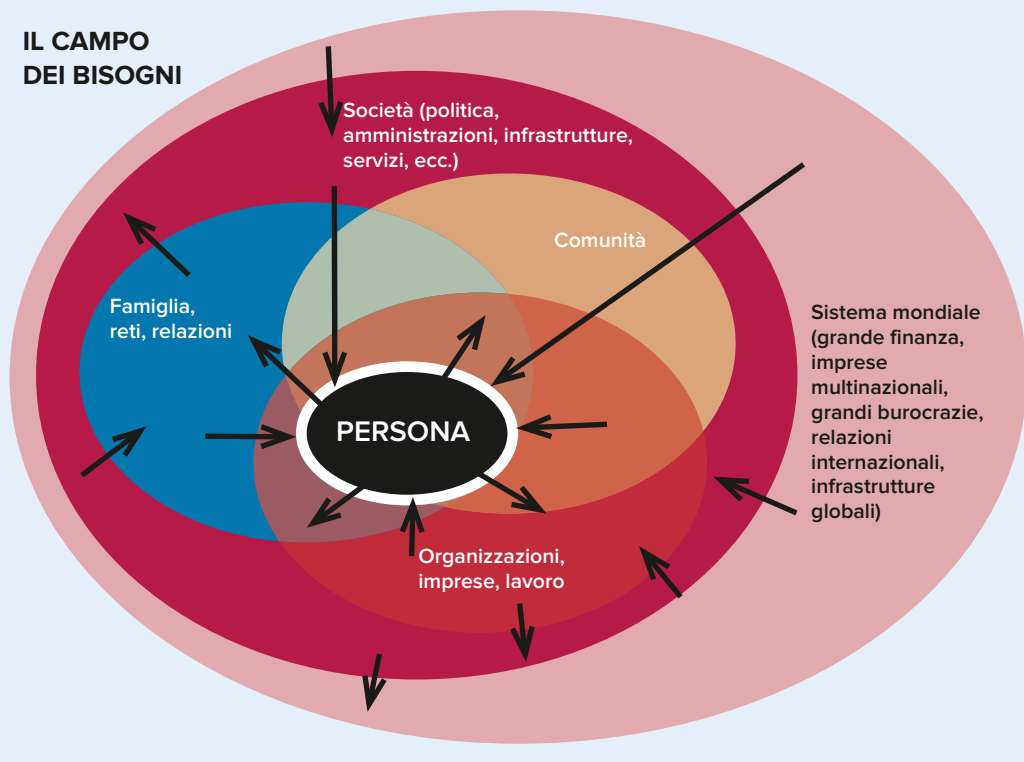 IL CAMPO
DEI BISOGNI
Società (politica,
amministrazioni, infrastrutture,
servizi, ecc.)
Comunità
Famiglia,
reti, relazioni
Sistema mondiale
(grande finanza,
imprese
multinazionali,
grandi burocrazie,
relazioni
internazionali,
infrastrutture
globali)
PERSONA
Organizzazioni,
imprese, lavoro